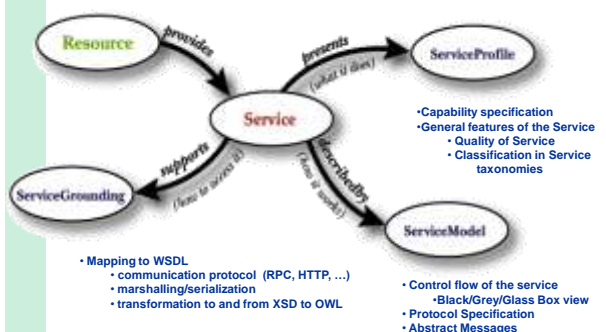 provides
Resource
presents
(what it does)
ServiceProfile
Service
•Capability specification
•General features of the Service
• Quality of Service
• Classification in Service
taxonomies
supports
(how to access it)
describedby
(how it works)
ServiceGrounding
ServiceModel
• Mapping to WSDL
• communication protocol (RPC, HTTP, …)
• marshalling/serialization
• transformation to and from XSD to OWL
• Control flow of the service
•Black/Grey/Glass Box view
• Protocol Specification
• Abstract Messages